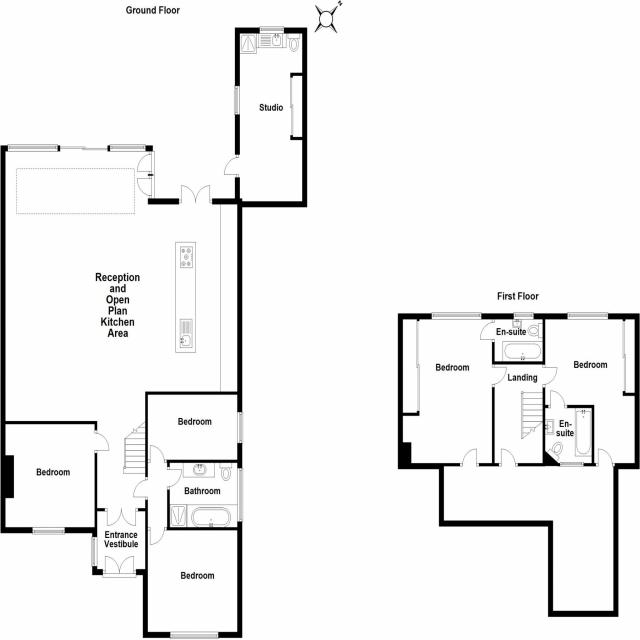 Ground Floor
N
Studio
Reception
and
Open
Plan
Kitchen
Area
Bedroom
Bedroom
Bathroom
Entrance
Vestibule
Bedroom
First Floor
En-suite
Bedroom
Landing
Bedroom
En-
suite